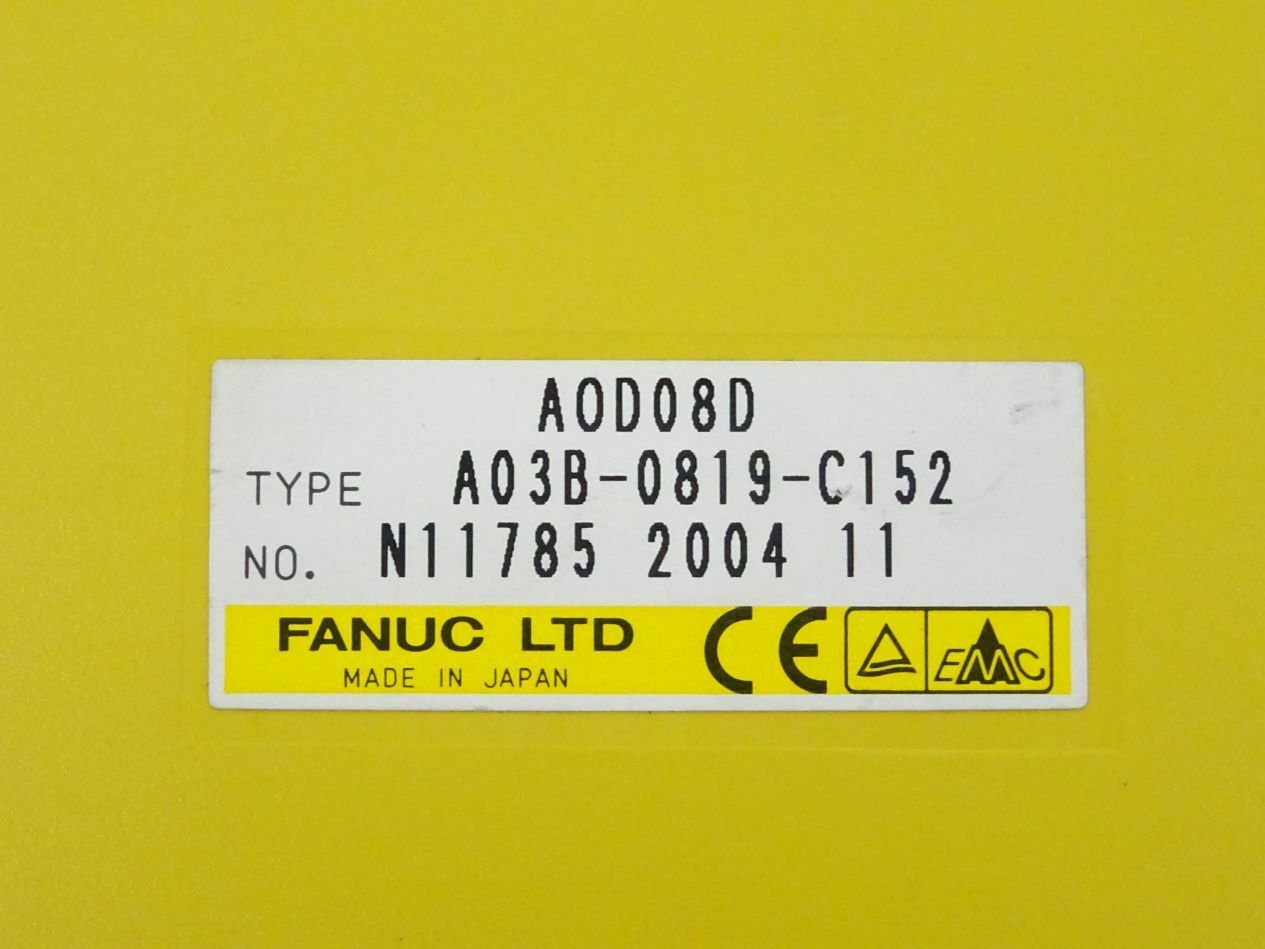 AOD08D
TYPE A03B-0819-C152
NO. N11785 2004 11
FANUC LTD CE EMC
MADE IN JAPAN